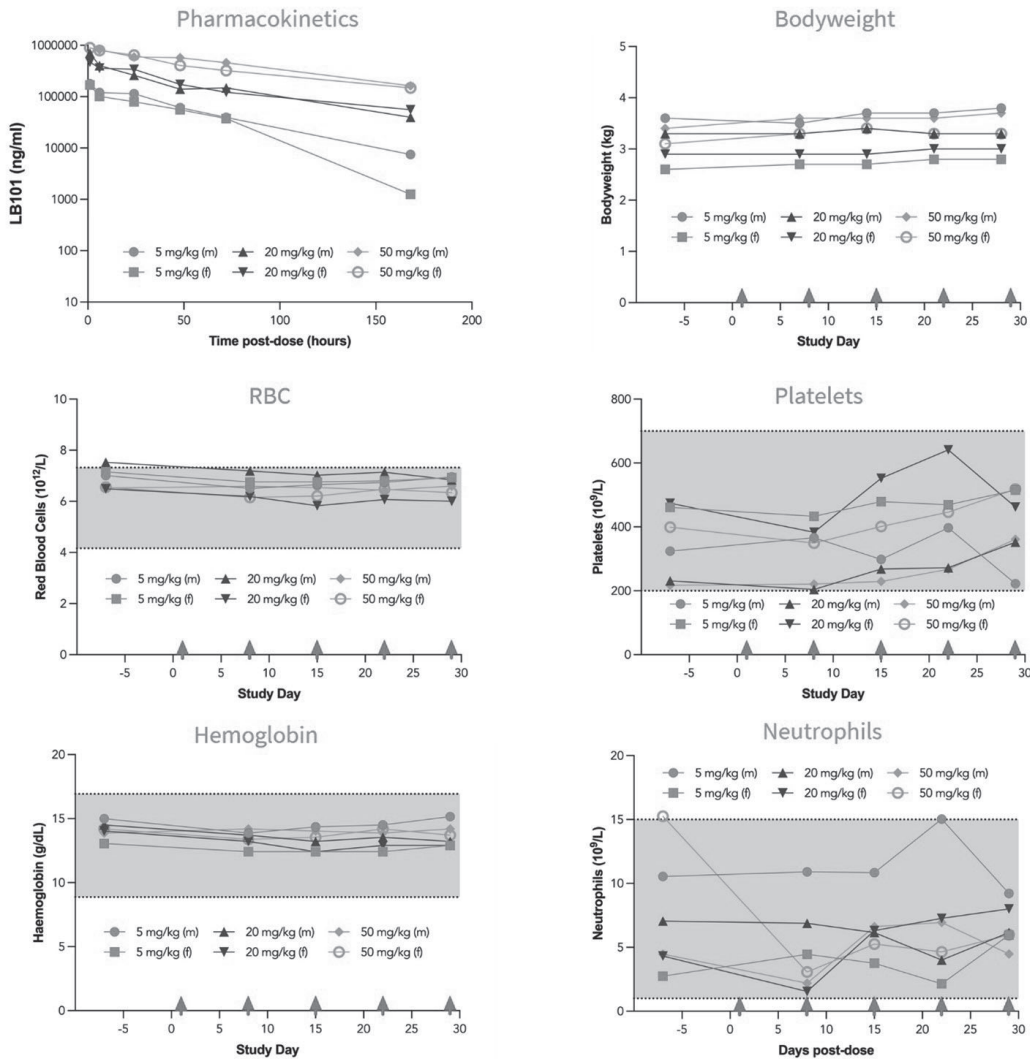 Pharmacokinetics
LB101 (ng/ml)
1000000
100000
10000
1000
100
10
5 mg/kg (m) 20 mg/kg (m) 50 mg/kg (m)
5 mg/kg (f) 20 mg/kg (f) 50 mg/kg (f)
0 50 100 150 200
Time post-dose (hours)
Bodyweight
Bodyweight (kg)
5
4
3
2
1
0
5 mg/kg (m) 20 mg/kg (m) 50 mg/kg (m)
5 mg/kg (f) 20 mg/kg (f) 50 mg/kg (f)
-5 0 5 10 15 20 25 30
Study Day
RBC
Red Blood Cells (10¹²/L)
10
8
6
4
2
0
5 mg/kg (m) 20 mg/kg (m) 50 mg/kg (m)
5 mg/kg (f) 20 mg/kg (f) 50 mg/kg (f)
-5 0 5 10 15 20 25 30
Study Day
Platelets
Platelets (10⁹/L)
800
600
400
200
0
5 mg/kg (m) 20 mg/kg (m) 50 mg/kg (m)
5 mg/kg (f) 20 mg/kg (f) 50 mg/kg (f)
-5 0 5 10 15 20 25 30
Study Day
Hemoglobin
Haemoglobin (g/dL)
20
15
10
5
0
5 mg/kg (m) 20 mg/kg (m) 50 mg/kg (m)
5 mg/kg (f) 20 mg/kg (f) 50 mg/kg (f)
-5 0 5 10 15 20 25 30
Study Day
Neutrophils
Neutrophils (10⁹/L)
20
15
10
5
0
5 mg/kg (m) 20 mg/kg (m) 50 mg/kg (m)
5 mg/kg (f) 20 mg/kg (f) 50 mg/kg (f)
-5 0 5 10 15 20 25 30
Days post-dose